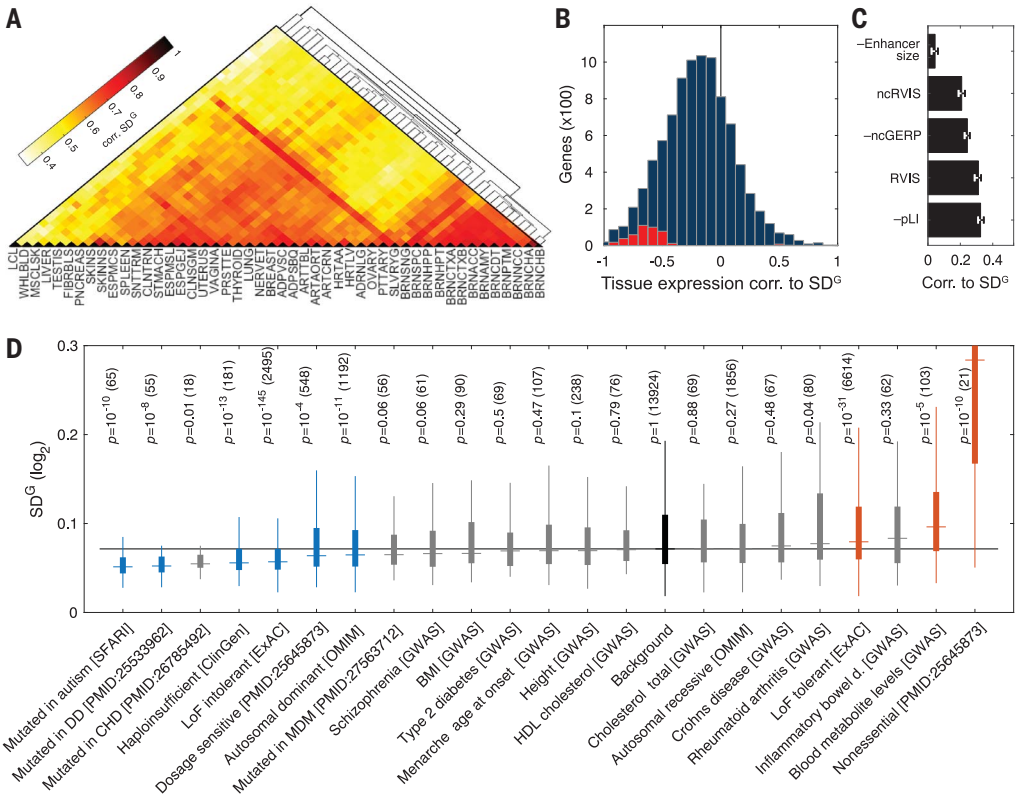 A
1
0.9
0.8
0.7
0.6
0.5
0.4
corr. SDᴳ
LCL
WHLBLD
MSCLSK
LIVER
TESTIS
FIBRBLS
PNCREAS
SKINS
SKINNS
ESPMCS
SPLEEN
SNTTRM
CLNTRN
STMACH
ESPMSL
ESPGEJ
CLNSGM
UTERUS
VAGINA
PRSTTE
THYROID
LUNG
NERVET
BREAST
ADPVSC
ADPSBQ
ARTTBL
ARTAORT
ARTCRN
HRTAA
HRTLV
ADRNLG
OVARY
PTTARY
SLVRYG
BRNSNG
BRNSPC
BRNHPP
BRNHPT
BRNCTXA
BRNCTXB
BRNACC
BRNAMY
BRNCDT
BRNPTM
BRNNCC
BRNCHA
BRNCHB
B
Genes (x100)
10
8
6
4
2
0
-1
-0.5
0
0.5
1
Tissue expression corr. to SDᴳ
C
–Enhancer
size
ncRVIS
–ncGERP
RVIS
–pLI
0
0.2
0.4
Corr. to SDᴳ
D
SDᴳ (log₂)
0.3
0.2
0.1
0
p=10⁻¹⁰ (65)
p=10⁻⁸ (55)
p=0.01 (18)
p=10⁻¹³ (181)
p=10⁻¹⁴⁵ (2495)
p=10⁻⁴ (548)
p=10⁻¹¹ (1192)
p=0.06 (56)
p=0.06 (61)
p=0.29 (90)
p=0.5 (69)
p=0.47 (107)
p=0.1 (238)
p=0.79 (76)
p=1 (13924)
p=0.88 (69)
p=0.27 (1856)
p=0.48 (67)
p=0.04 (80)
p=10⁻³¹ (6614)
p=0.33 (62)
p=10⁻⁵ (103)
p=10⁻¹⁰ (21)
Mutated in autism [SFARI]
Mutated in DD [PMID:25533962]
Mutated in CHD [PMID:26785492]
Haploinsufficient [ClinGen]
LoF intolerant [ExAC]
Dosage sensitive [PMID:25645873]
Autosomal dominant [OMIM]
Mutated in MDM [PMID:27563712]
Schizophrenia [GWAS]
BMI [GWAS]
Type 2 diabetes [GWAS]
Menarche age at onset [GWAS]
Height [GWAS]
HDL cholesterol [GWAS]
Background
Cholesterol total [GWAS]
Autosomal recessive [OMIM]
Crohns disease [GWAS]
Rheumatoid arthritis [GWAS]
LoF tolerant [ExAC]
Inflammatory bowel d. [GWAS]
Blood metabolite levels [GWAS]
Nonessential [PMID:25645873]